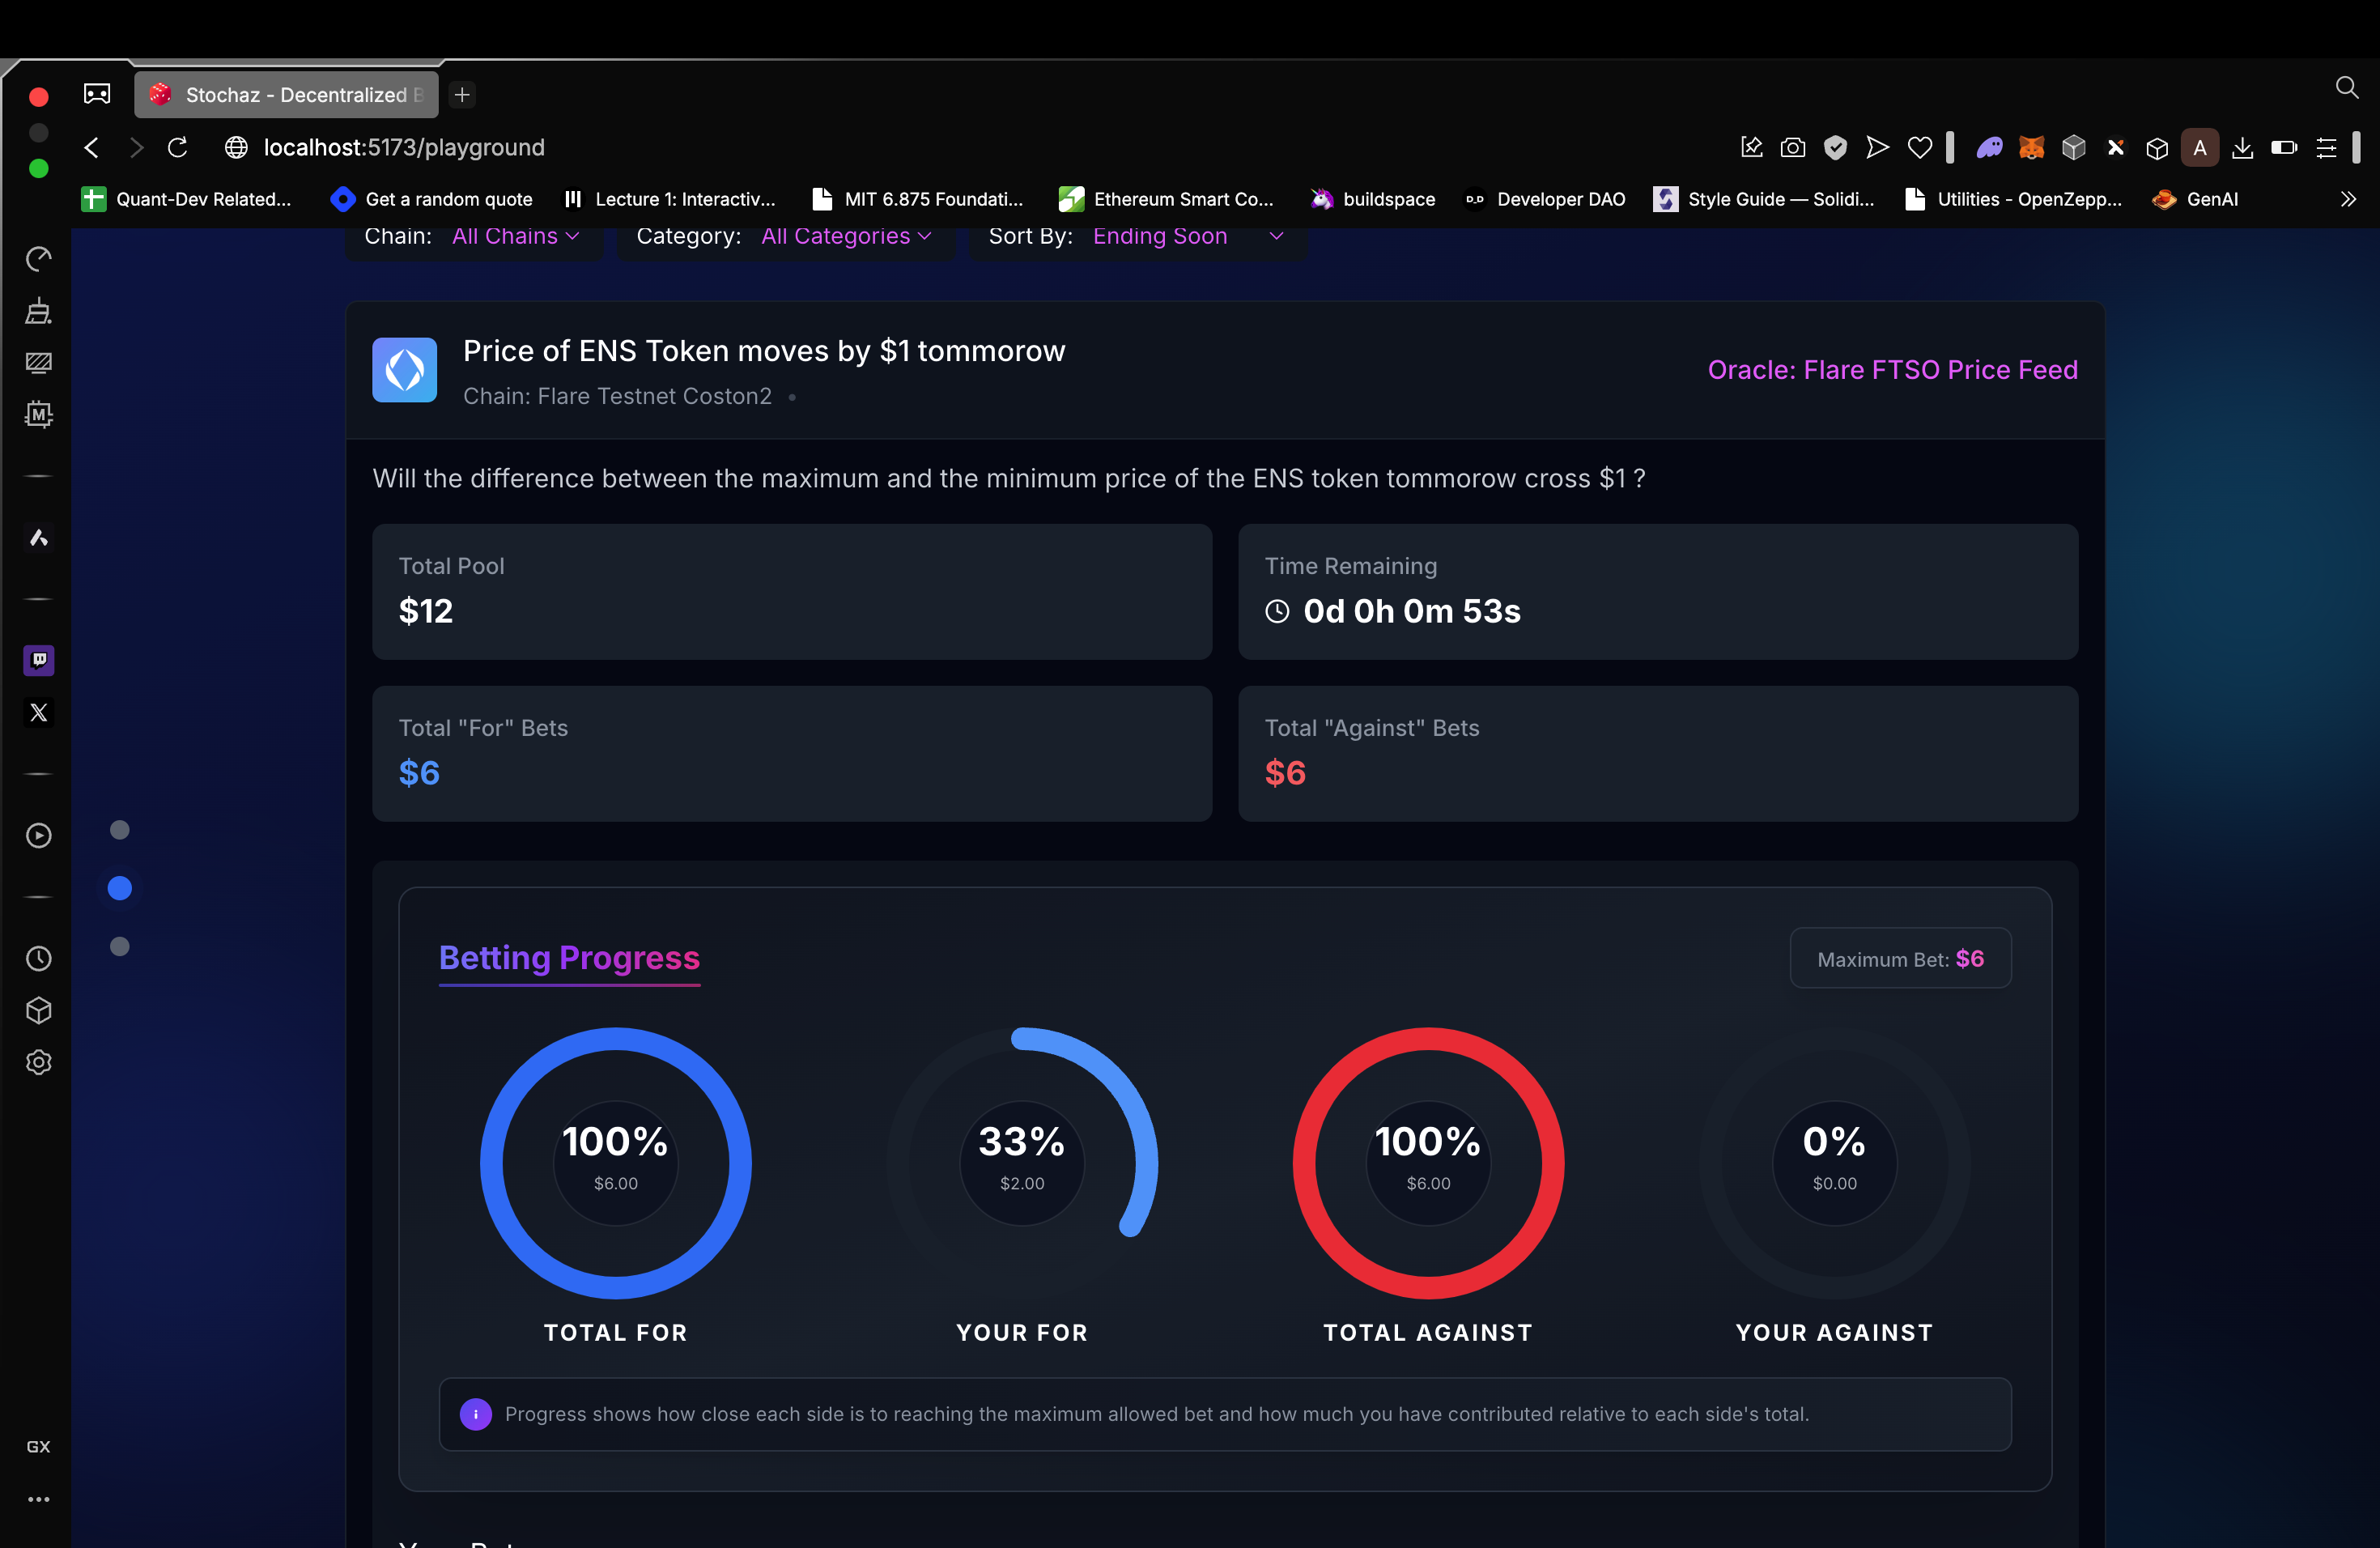 Stochaz - Decentralized B
localhost:5173/playground
A
Quant-Dev Related... Get a random quote Lecture 1: Interactiv... MIT 6.875 Foundati... Ethereum Smart Co... buildspace D_D Developer DAO Style Guide — Solidi... Utilities - OpenZepp... GenAI
Chain: All Chains Category: All Categories Sort By: Ending Soon
Price of ENS Token moves by $1 tommorow
Chain: Flare Testnet Coston2 •
Oracle: Flare FTSO Price Feed
M
Will the difference between the maximum and the minimum price of the ENS token tommorow cross $1 ?
Total Pool
$12
Time Remaining
0d 0h 0m 53s
Total "For" Bets
$6
Total "Against" Bets
$6
Betting Progress
Maximum Bet: $6
100%
$6.00
TOTAL FOR
33%
$2.00
YOUR FOR
100%
$6.00
TOTAL AGAINST
0%
$0.00
YOUR AGAINST
Progress shows how close each side is to reaching the maximum allowed bet and how much you have contributed relative to each side's total.
GX